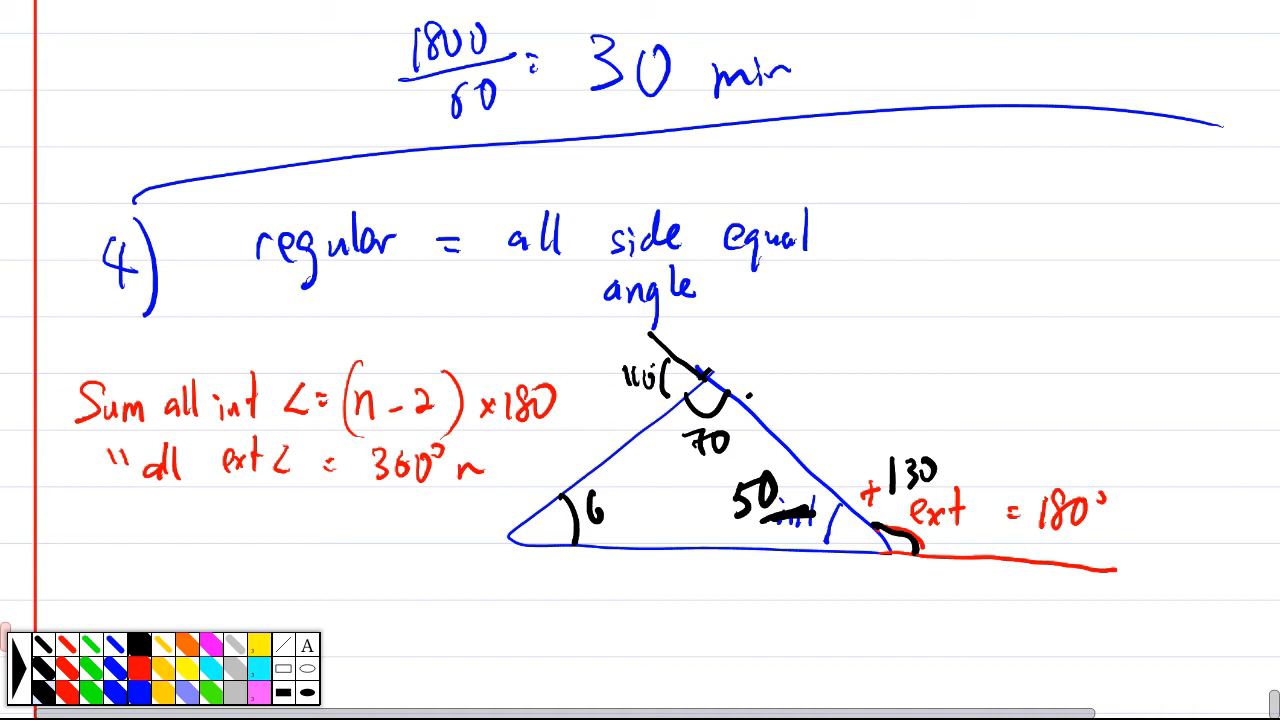 1800
60 = 30 min
4) regular = all side equal
angle
Sum all int ∠ = (n - 2) × 180
" all ext ∠ = 360°
110
70
6
50
+ 130
ext = 180°
A